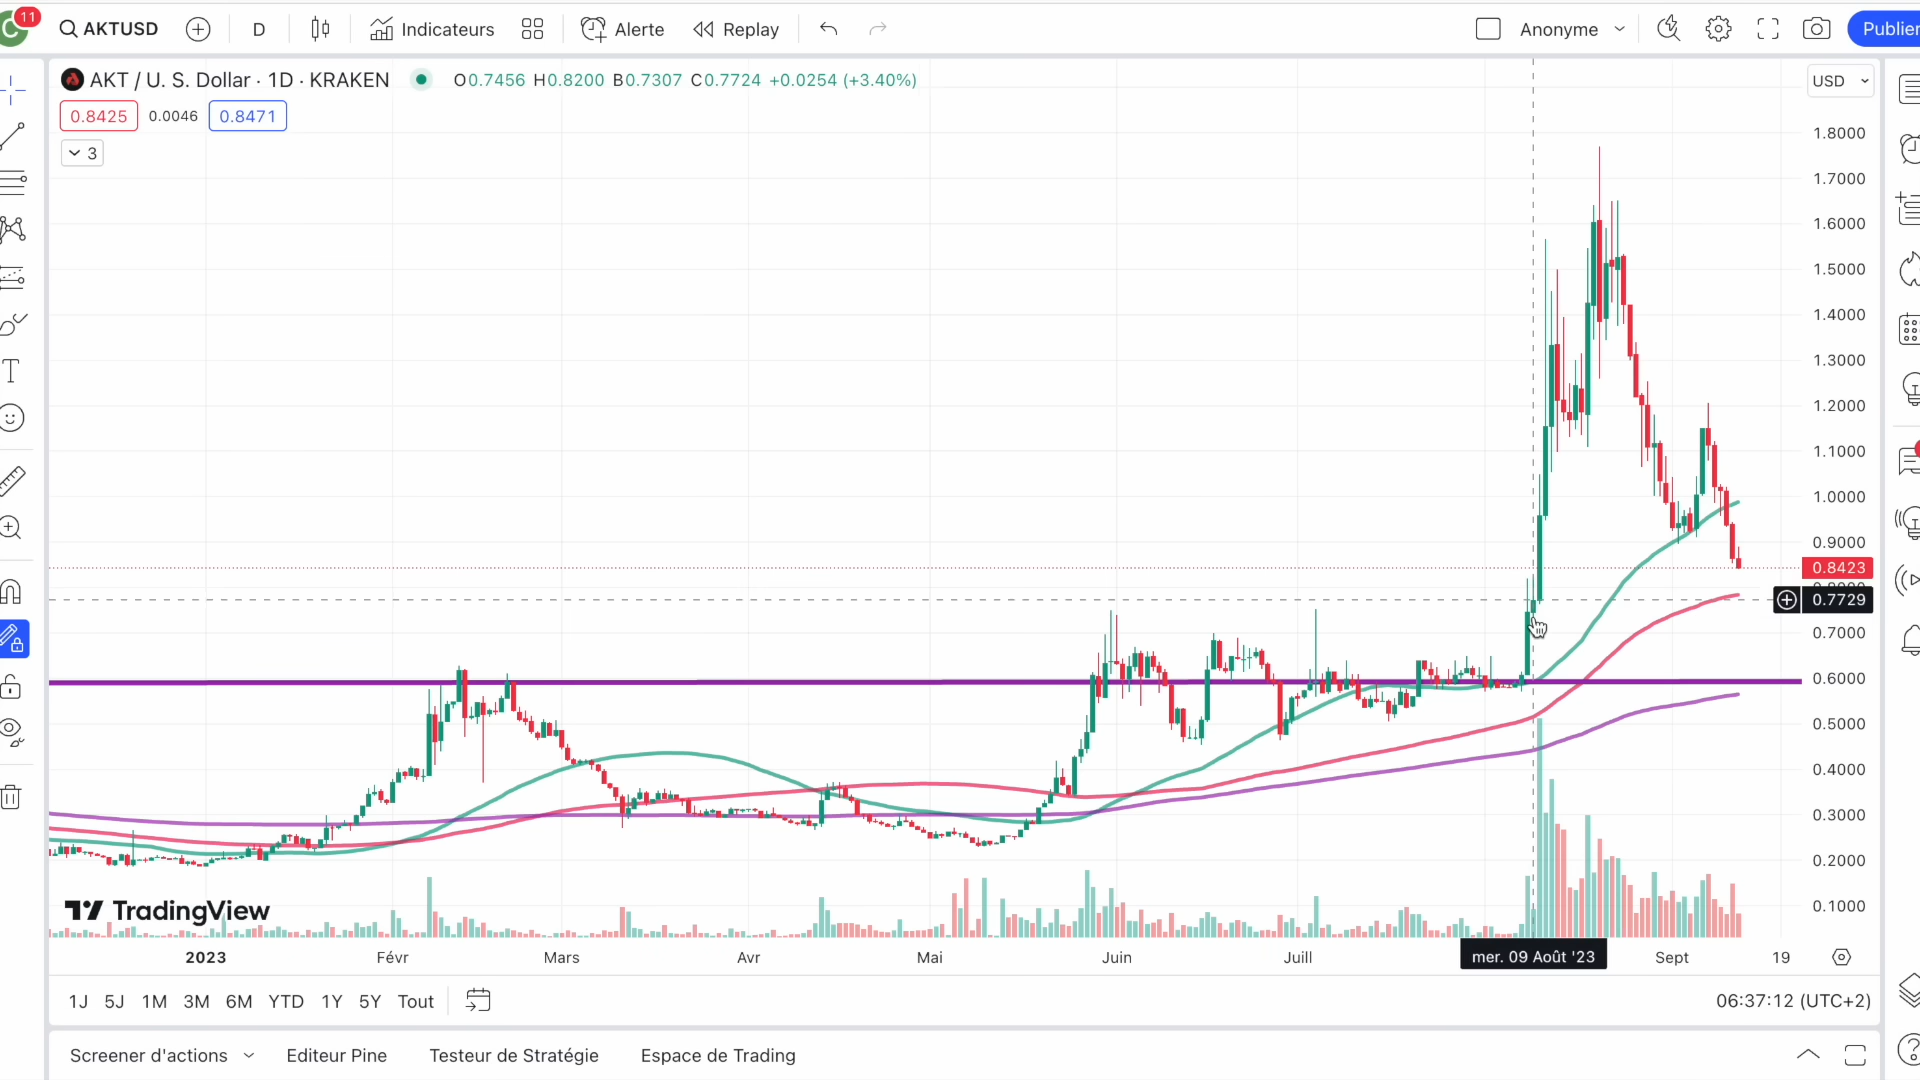 11
C
AKTUSD
D
Indicateurs
Alerte
Replay
Anonyme
Publier
AKT / U. S. Dollar · 1D · KRAKEN
O0.7456 H0.8200 B0.7307 C0.7724 +0.0254 (+3.40%)
USD
0.8425
0.0046
0.8471
3
1.8000
1.7000
1.6000
1.5000
1.4000
1.3000
1.2000
1.1000
1.0000
0.9000
0.8423
0.7729
0.7000
0.6000
0.5000
0.4000
0.3000
0.2000
0.1000
TradingView
2023
Févr
Mars
Avr
Mai
Juin
Juill
mer. 09 Août '23
Sept
19
1J 5J 1M 3M 6M YTD 1Y 5Y Tout
06:37:12 (UTC+2)
Screener d'actions
Editeur Pine
Testeur de Stratégie
Espace de Trading